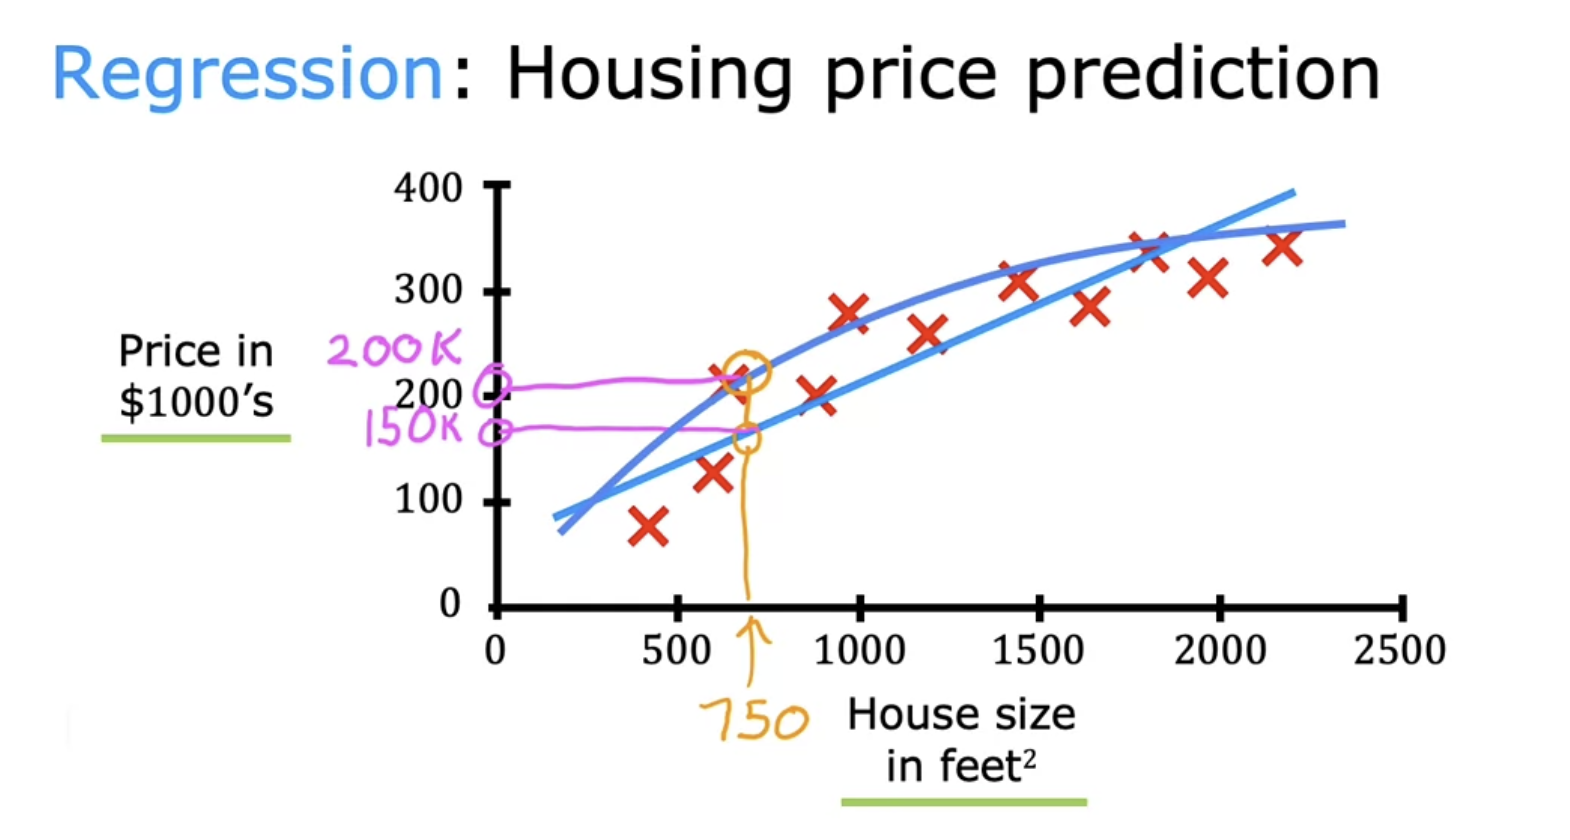 Regression: Housing price prediction
400
300
Price in
$1000's
200K
200
150K
100
0
0 500 1000 1500 2000 2500
750
House size
in feet²